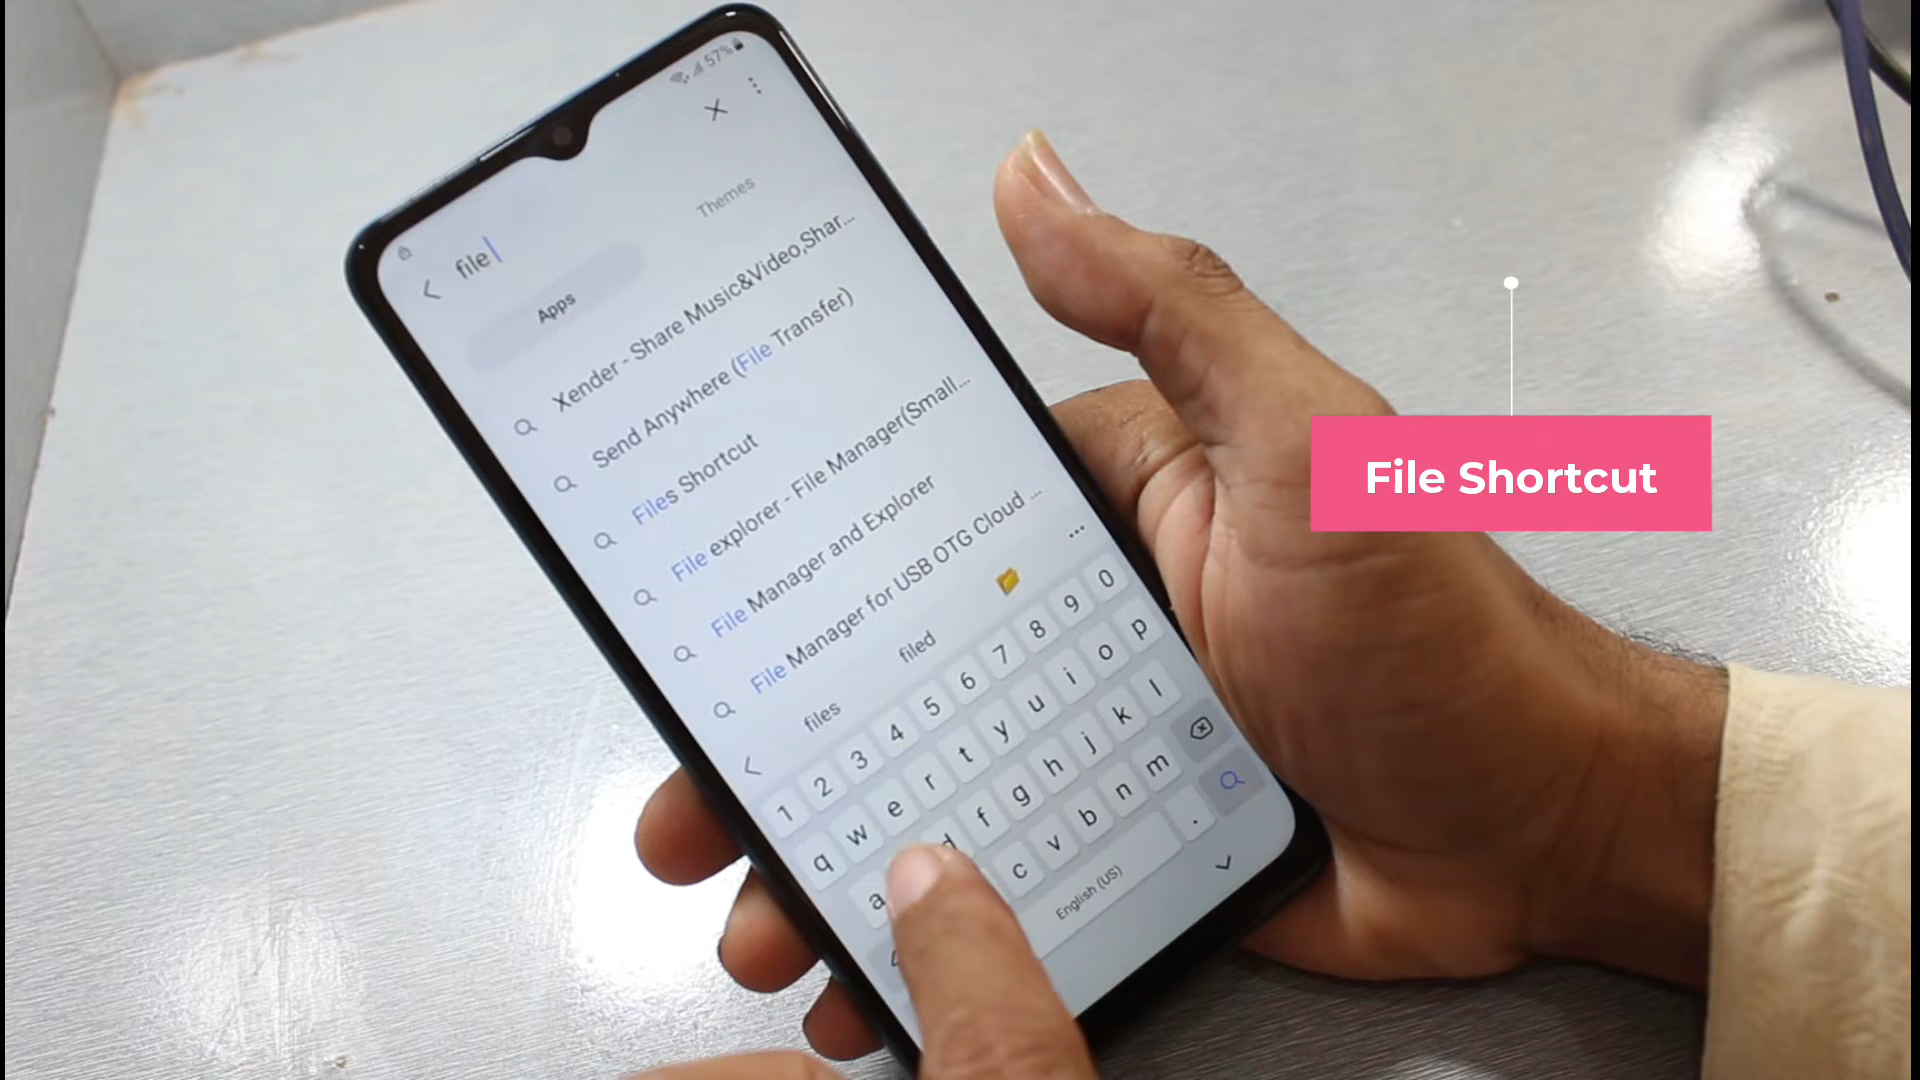 57%
file
Apps
Themes
Xender - Share Music&Video,Shar...
Send Anywhere (File Transfer)
Files Shortcut
File explorer - File Manager(Small...
File Manager and Explorer
File Manager for USB OTG Cloud ...
files
filed
1 2 3 4 5 6 7 8 9 0
q w e r t y u i o p
a d f g h j k l
c v b n m
English (US) .
File Shortcut